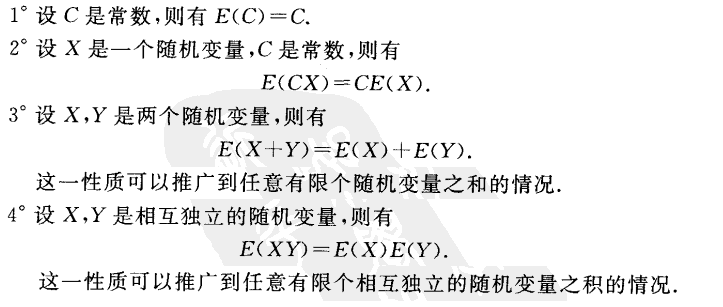 1° 设 C 是常数,则有 E(C)=C.
2° 设 X 是一个随机变量,C 是常数,则有
E(CX)=CE(X).
3° 设 X,Y 是两个随机变量,则有
E(X+Y)=E(X)+E(Y).
这一性质可以推广到任意有限个随机变量之和的情况.
4° 设 X,Y 是相互独立的随机变量,则有
E(XY)=E(X)E(Y).
这一性质可以推广到任意有限个相互独立的随机变量之积的情况.